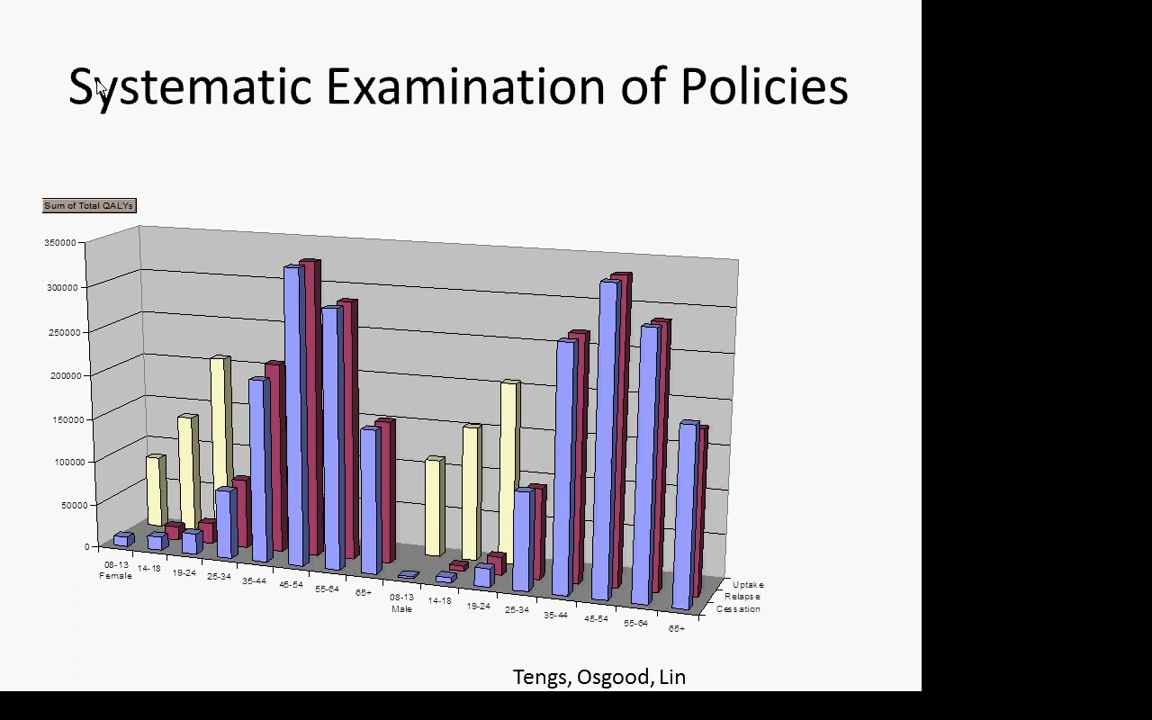 Systematic Examination of Policies
Sum of Total QALYs
350000
300000
250000
200000
150000
100000
50000
0
08-13 14-18 19-24 25-34 35-44 45-54 55-64 65+ 08-13 14-18 19-24 25-34 35-44 45-54 55-64 65+
Female Male
Uptake
Relapse
Cessation
Tengs, Osgood, Lin